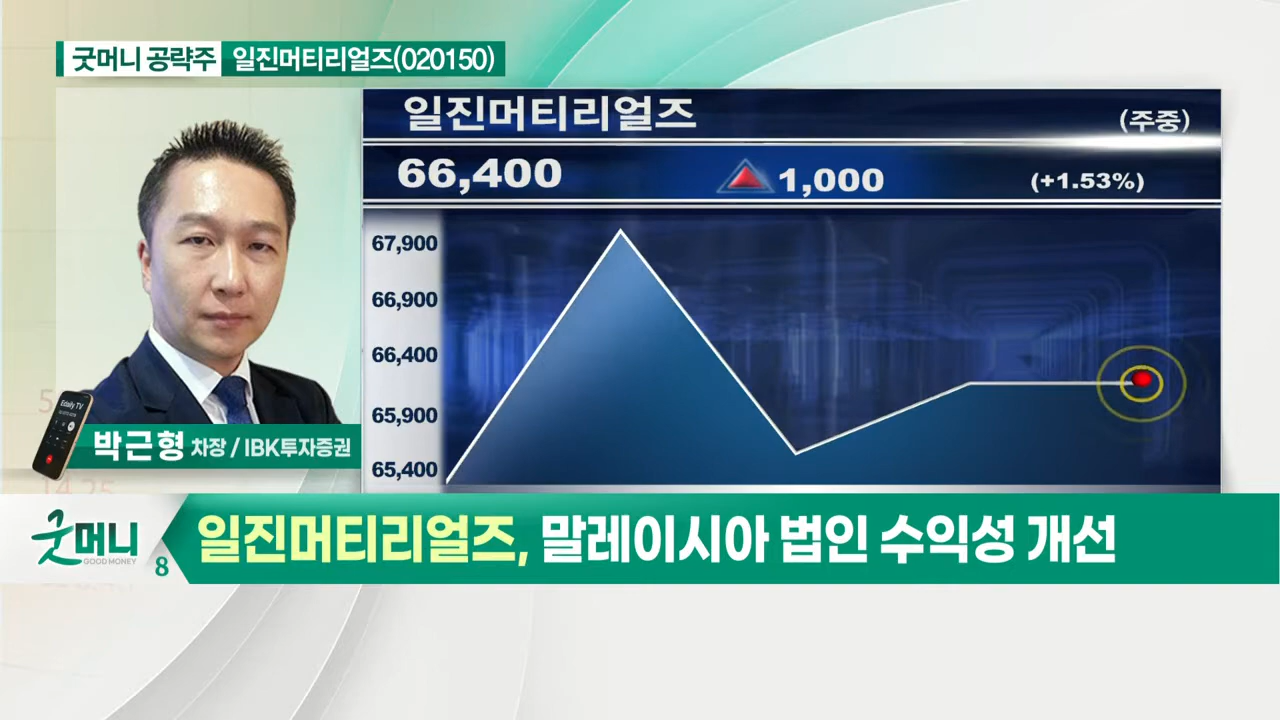 굿머니 공략주 일진머티리얼즈(020150)
일진머티리얼즈 (주중)
66,400 ▲ 1,000 (+1.53%)
67,900
66,900
66,400
65,900
65,400
Edaily TV
박근형 차장 / IBK투자증권
굿머니
GOOD MONEY
8
일진머티리얼즈, 말레이시아 법인 수익성 개선